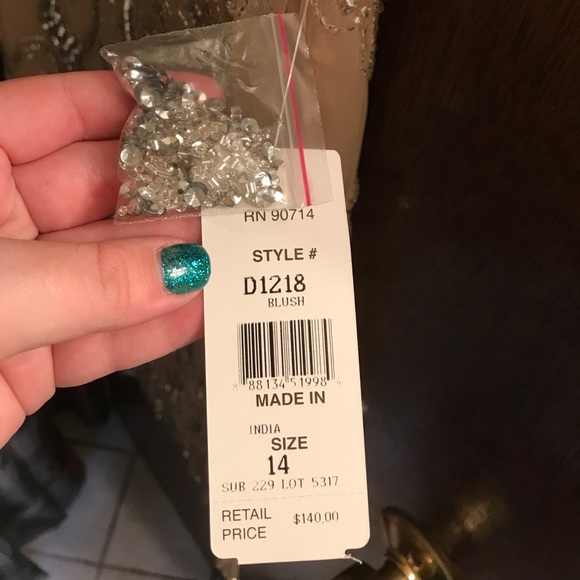 RN 90714
STYLE #
D1218
BLUSH
8 88134 51998 4
MADE IN
INDIA
SIZE
14
SUB 229 LOT 5317
RETAIL
PRICE $140.00